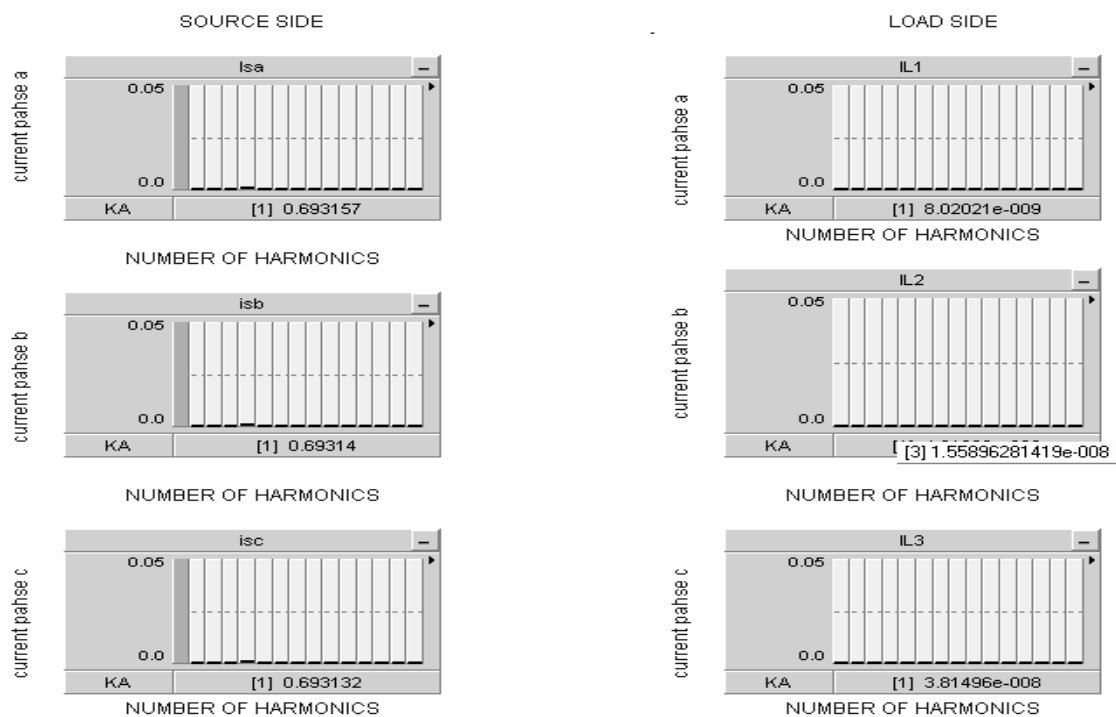 SOURCE SIDE
Isa
current pahse a
0.05
0.0
KA
[1] 0.693157
NUMBER OF HARMONICS
isb
current pahse b
0.05
0.0
KA
[1] 0.69314
NUMBER OF HARMONICS
isc
current pahse c
0.05
0.0
KA
[1] 0.693132
NUMBER OF HARMONICS
LOAD SIDE
IL1
current pahse a
0.05
0.0
KA
[1] 8.02021e-009
NUMBER OF HARMONICS
IL2
current pahse b
0.05
0.0
KA
[3] 1.55896281419e-008
NUMBER OF HARMONICS
IL3
current pahse c
0.05
0.0
KA
[1] 3.81496e-008
NUMBER OF HARMONICS